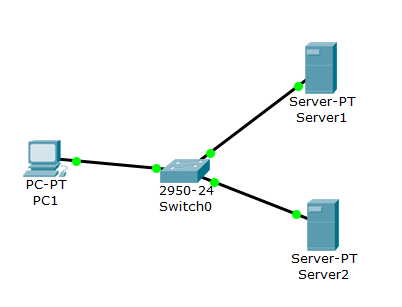 Server-PT
Server1
PC-PT
PC1
2950-24
Switch0
Server-PT
Server2